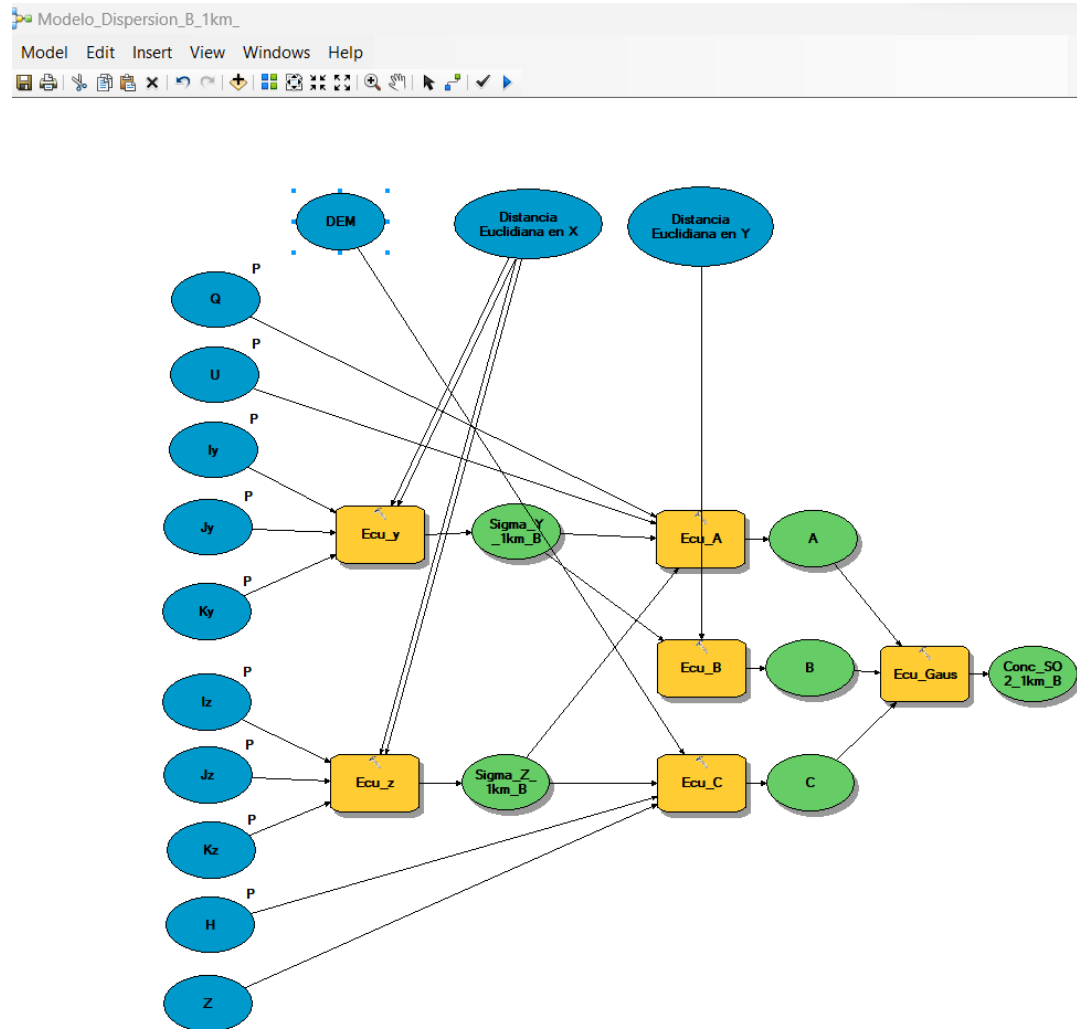 Modelo_Dispersion_B_1km_
Model Edit Insert View Windows Help
DEM
Distancia
Euclidiana en X
Distancia
Euclidiana en Y
P
Q
P
U
P
Iy
P
Jy
P
Ky
Ecu_y
Sigma_Y
_1km_B
Ecu_A
A
Ecu_B
B
Ecu_Gaus
Conc_SO
2_1km_B
P
Iz
P
Jz
P
Kz
Ecu_z
Sigma_Z_
1km_B
Ecu_C
C
P
H
Z